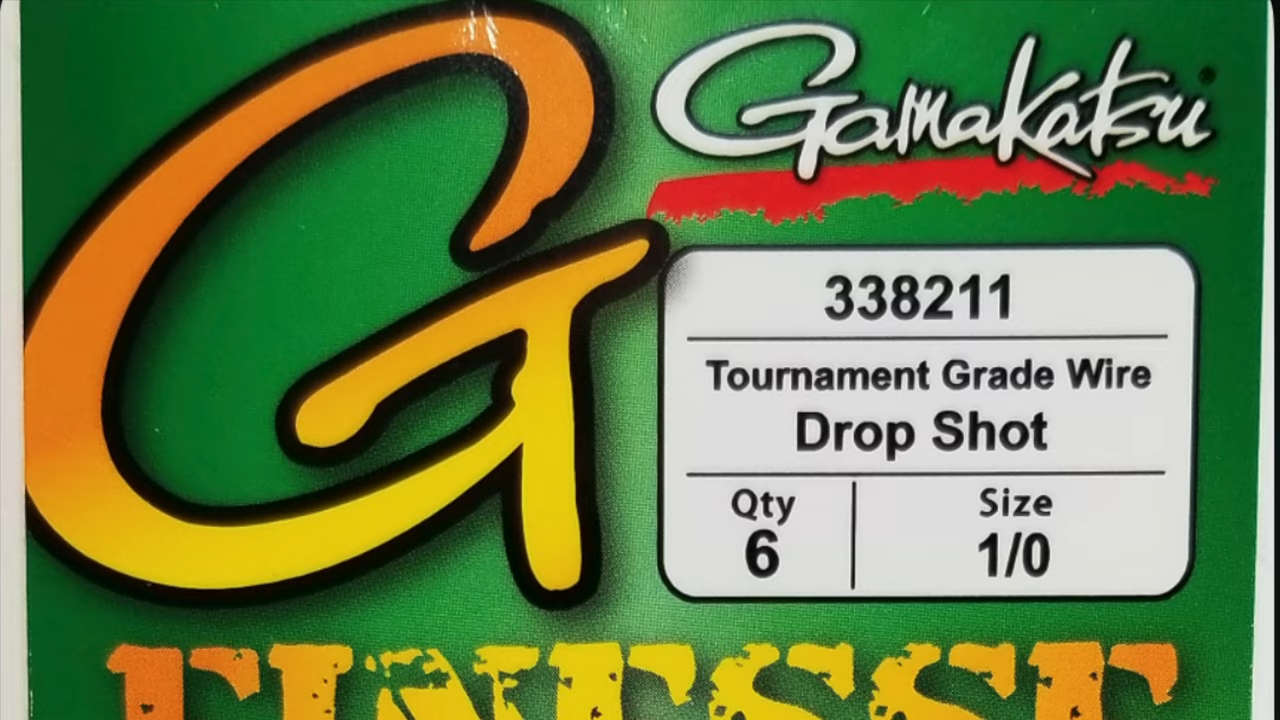 G
Gamakatsu®
338211
Tournament Grade Wire
Drop Shot
Qty
6
Size
1/0
FINESSE